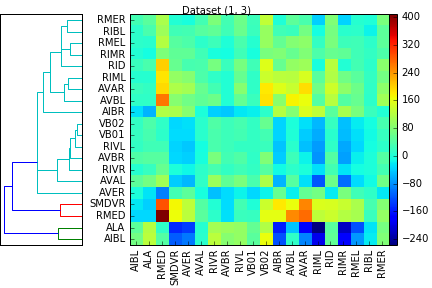 Dataset (1, 3)
RMER
RIBL
RMEL
RIMR
RID
RIML
AVAR
AVBL
AIBR
VB02
VB01
RIVL
AVBR
RIVR
AVAL
AVER
SMDVR
RMED
ALA
AIBL
AIBL
ALA
RMED
SMDVR
AVER
AVAL
RIVR
AVBR
RIVL
VB01
VB02
AIBR
AVBL
AVAR
RIML
RID
RIMR
RMEL
RIBL
RMER
400
320
240
160
80
0
−80
−160
−240